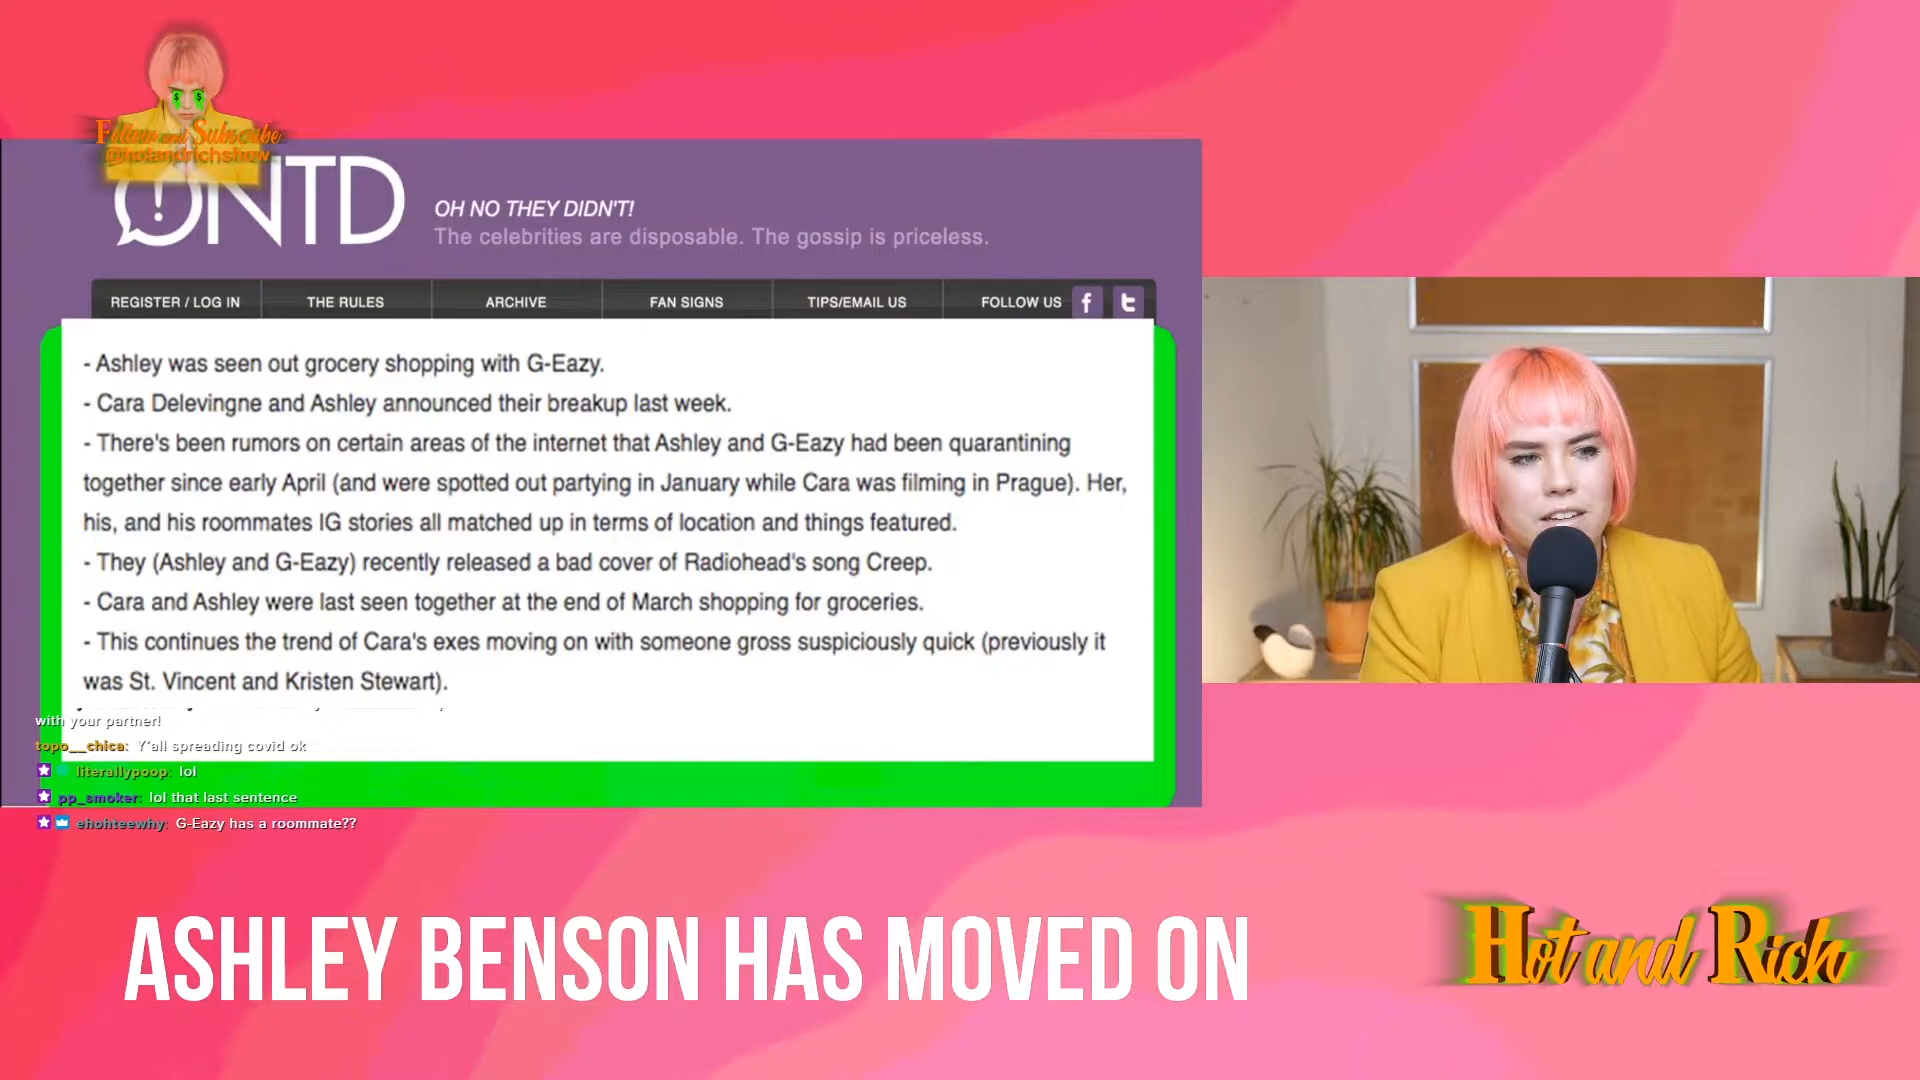 Follow and Subscribe
@hotandrichshow
ONTD
OH NO THEY DIDN'T!
The celebrities are disposable. The gossip is priceless.
REGISTER / LOG IN
THE RULES
ARCHIVE
FAN SIGNS
TIPS/EMAIL US
FOLLOW US
- Ashley was seen out grocery shopping with G-Eazy.
- Cara Delevingne and Ashley announced their breakup last week.
- There's been rumors on certain areas of the internet that Ashley and G-Eazy had been quarantining
together since early April (and were spotted out partying in January while Cara was filming in Prague). Her,
his, and his roommates IG stories all matched up in terms of location and things featured.
- They (Ashley and G-Eazy) recently released a bad cover of Radiohead's song Creep.
- Cara and Ashley were last seen together at the end of March shopping for groceries.
- This continues the trend of Cara's exes moving on with someone gross suspiciously quick (previously it
was St. Vincent and Kristen Stewart).
with your partner!
topo__chica: Y'all spreading covid ok
literallypoop: lol
pp_smoker: lol that last sentence
ehohteewhy: G-Eazy has a roommate??
ASHLEY BENSON HAS MOVED ON
Hot and Rich